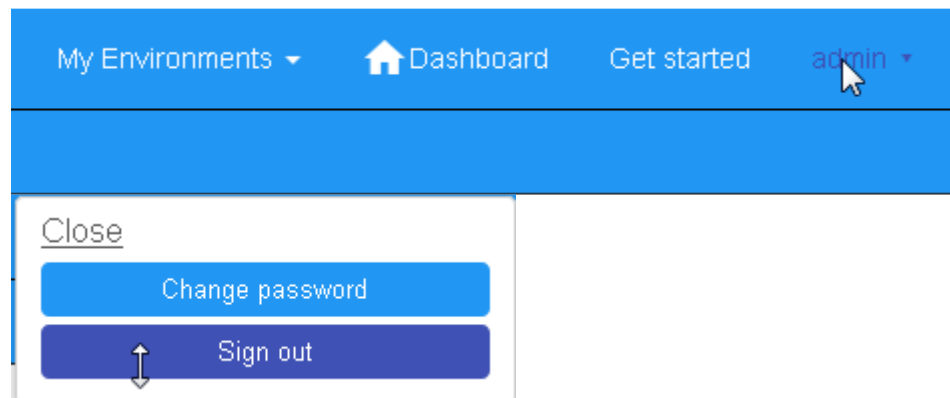 My Environments Dashboard Get started admin
Close
Change password
Sign out